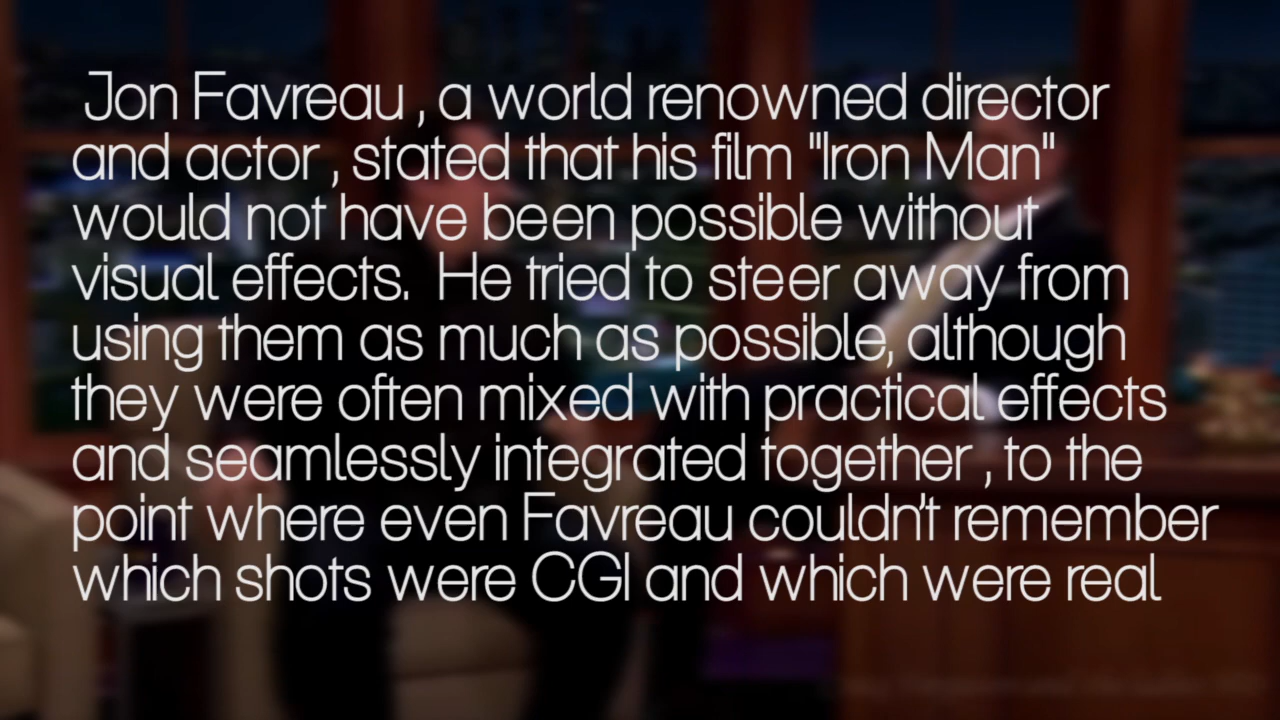 Jon Favreau , a world renowned director
and actor , stated that his film "Iron Man"
would not have been possible without
visual effects. He tried to steer away from
using them as much as possible, although
they were often mixed with practical effects
and seamlessly integrated together , to the
point where even Favreau couldn't remember
which shots were CGI and which were real